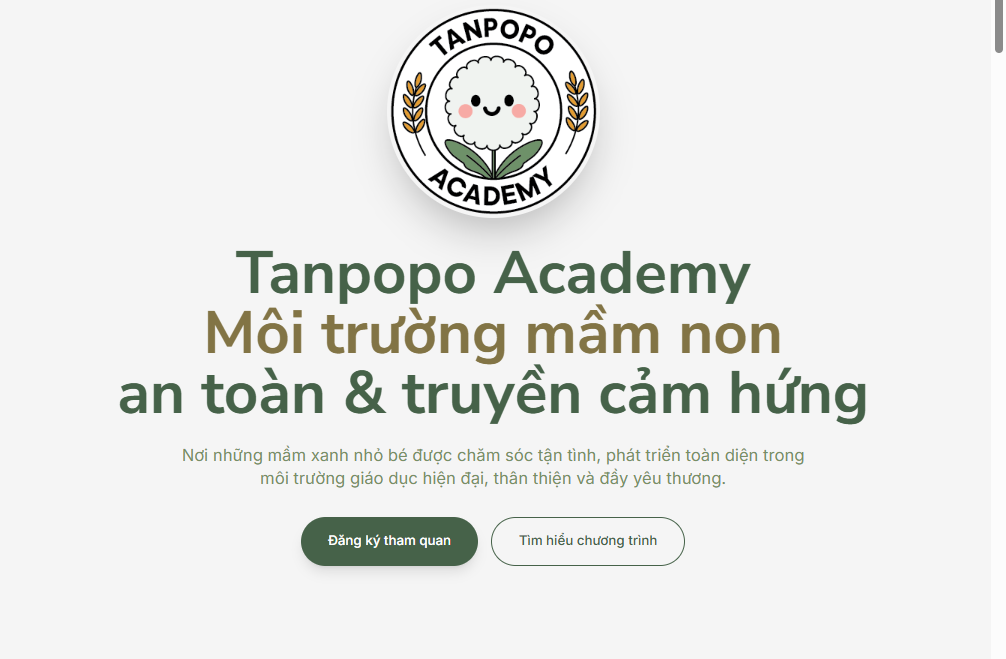 TANPOPO
ACADEMY
Tanpopo Academy
Môi trường mầm non
an toàn & truyền cảm hứng
Nơi những mầm xanh nhỏ bé được chăm sóc tận tình, phát triển toàn diện trong
môi trường giáo dục hiện đại, thân thiện và đầy yêu thương.
Đăng ký tham quan
Tìm hiểu chương trình